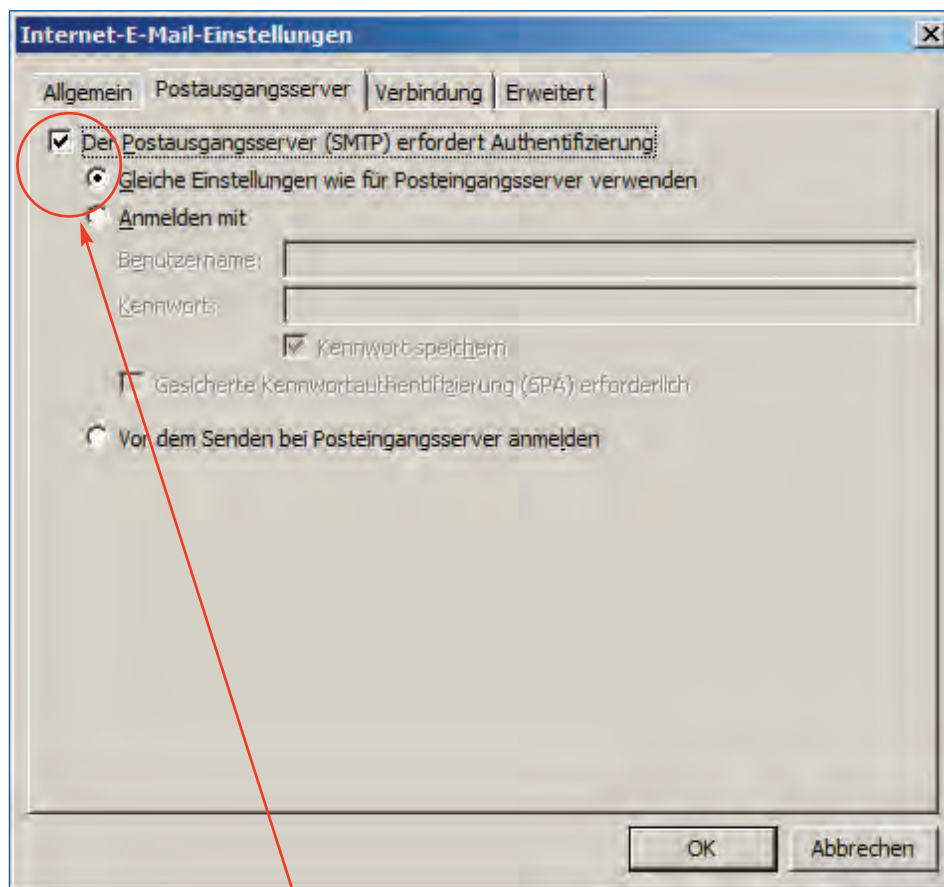 Internet-E-Mail-Einstellungen
Allgemein Postausgangsserver Verbindung Erweitert
Der Postausgangsserver (SMTP) erfordert Authentifizierung
Gleiche Einstellungen wie für Posteingangsserver verwenden
Anmelden mit
Benutzername:
Kennwort:
Kennwort speichern
Gesicherte Kennwortauthentifizierung (SPA) erforderlich
Vor dem Senden bei Posteingangsserver anmelden
OK Abbrechen